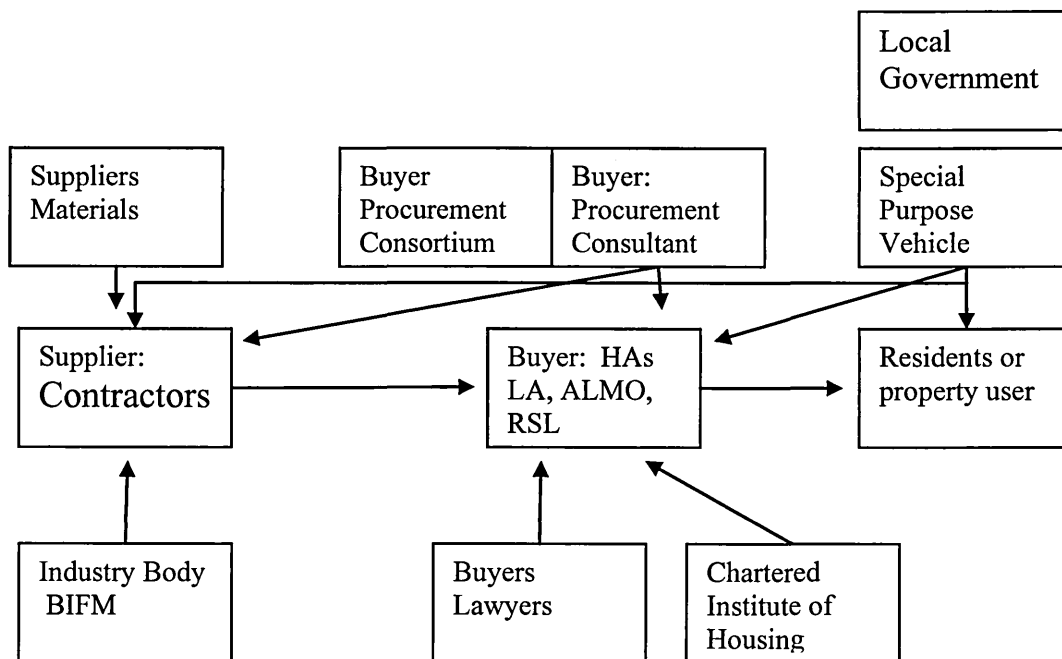 Local
Government
Suppliers
Materials
Buyer
Procurement
Consortium
Buyer:
Procurement
Consultant
Special
Purpose
Vehicle
Supplier:
Contractors
Buyer:  HAs
LA, ALMO,
RSL
Residents or
property user
Industry Body
BIFM
Buyers
Lawyers
Chartered
Institute of
Housing